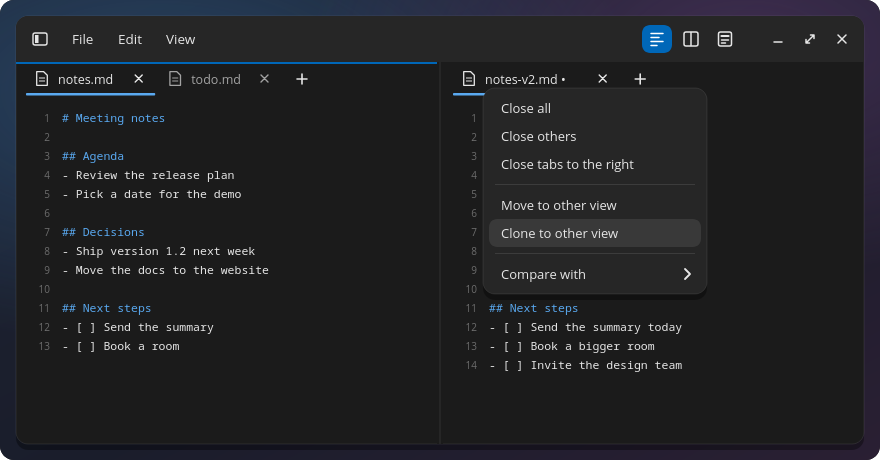 File Edit View
notes.md todo.md
1 # Meeting notes
2
3 ## Agenda
4 - Review the release plan
5 - Pick a date for the demo
6
7 ## Decisions
8 - Ship version 1.2 next week
9 - Move the docs to the website
10
11 ## Next steps
12 - [ ] Send the summary
13 - [ ] Book a room
notes-v2.md •
1
2
3
4
5
6
7
8
9
10
11 ## Next steps
12 - [ ] Send the summary today
13 - [ ] Book a bigger room
14 - [ ] Invite the design team
Close all
Close others
Close tabs to the right
Move to other view
Clone to other view
Compare with